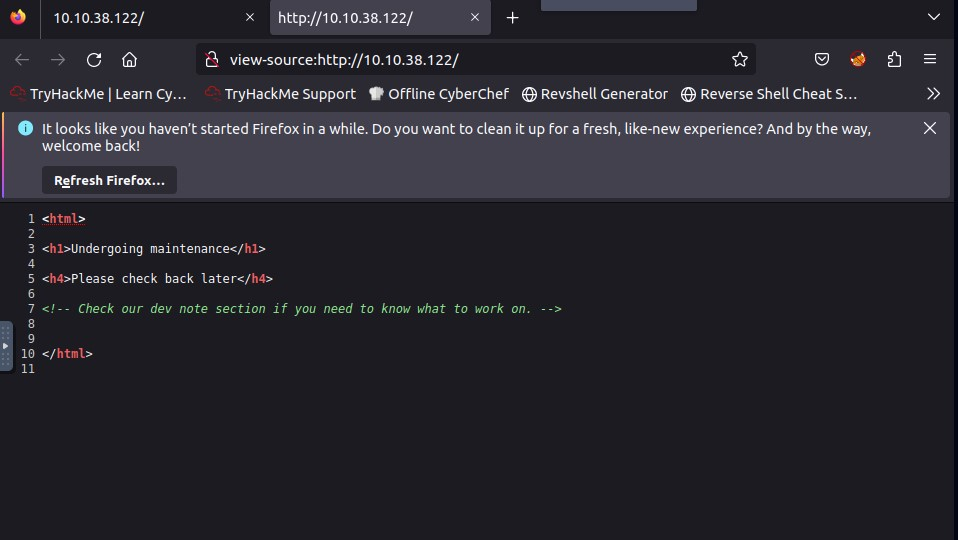 10.10.38.122/
http://10.10.38.122/
view-source:http://10.10.38.122/
TryHackMe | Learn Cy... TryHackMe Support Offline CyberChef Revshell Generator Reverse Shell Cheat S...
It looks like you haven't started Firefox in a while. Do you want to clean it up for a fresh, like-new experience? And by the way,
welcome back!
Refresh Firefox...
1 <html>
2
3 <h1>Undergoing maintenance</h1>
4
5 <h4>Please check back later</h4>
6
7 <!-- Check our dev note section if you need to know what to work on. -->
8
9
10 </html>
11